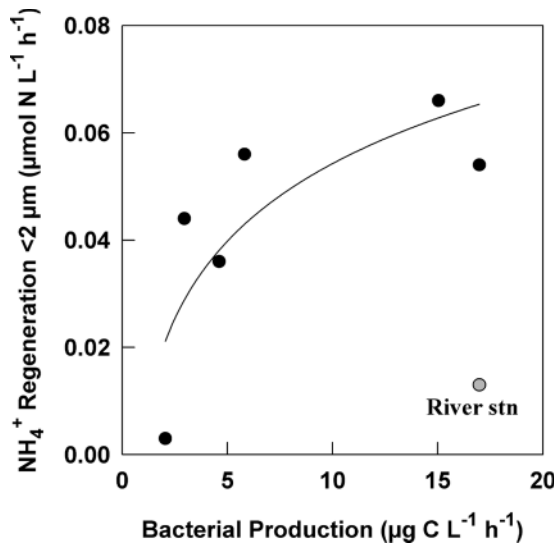 NH₄⁺ Regeneration <2 µm (µmol N L⁻¹ h⁻¹)
0.08
0.06
0.04
0.02
0.00
River stn
0 5 10 15 20
Bacterial Production (µg C L⁻¹ h⁻¹)